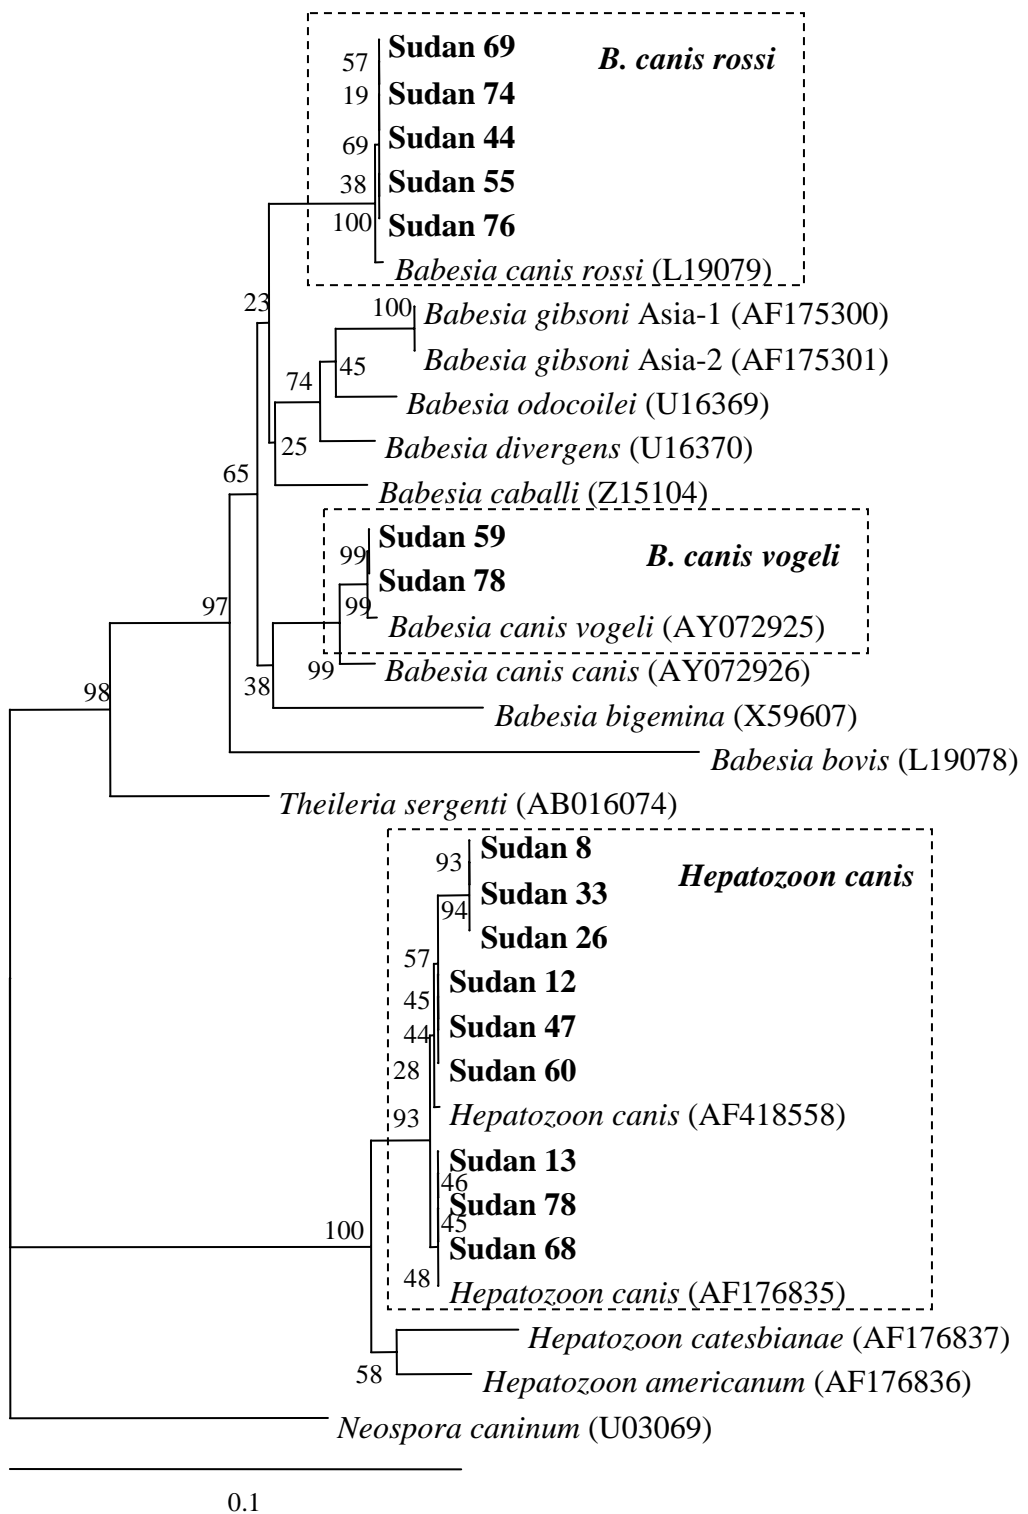 Sudan 69
B. canis rossi
57
Sudan 74
19
Sudan 44
69
Sudan 55
38
Sudan 76
100
Babesia canis rossi (L19079)
23
100
Babesia gibsoni Asia-1 (AF175300)
Babesia gibsoni Asia-2 (AF175301)
45
74
Babesia odocoilei (U16369)
Babesia divergens (U16370)
25
65
Babesia caballi (Z15104)
Sudan 59
B. canis vogeli
99
Sudan 78
99
97
Babesia canis vogeli (AY072925)
Babesia canis canis (AY072926)
99
38
98
Babesia bigemina (X59607)
Babesia bovis (L19078)
Theileria sergenti (AB016074)
Sudan 8
93
Hepatozoon canis
Sudan 33
94
Sudan 26
57
Sudan 12
45
Sudan 47
44
Sudan 60
28
Hepatozoon canis (AF418558)
93
Sudan 13
46
Sudan 78
45
100
Sudan 68
48
Hepatozoon canis (AF176835)
Hepatozoon catesbianae (AF176837)
58
Hepatozoon americanum (AF176836)
Neospora caninum (U03069)
0.1